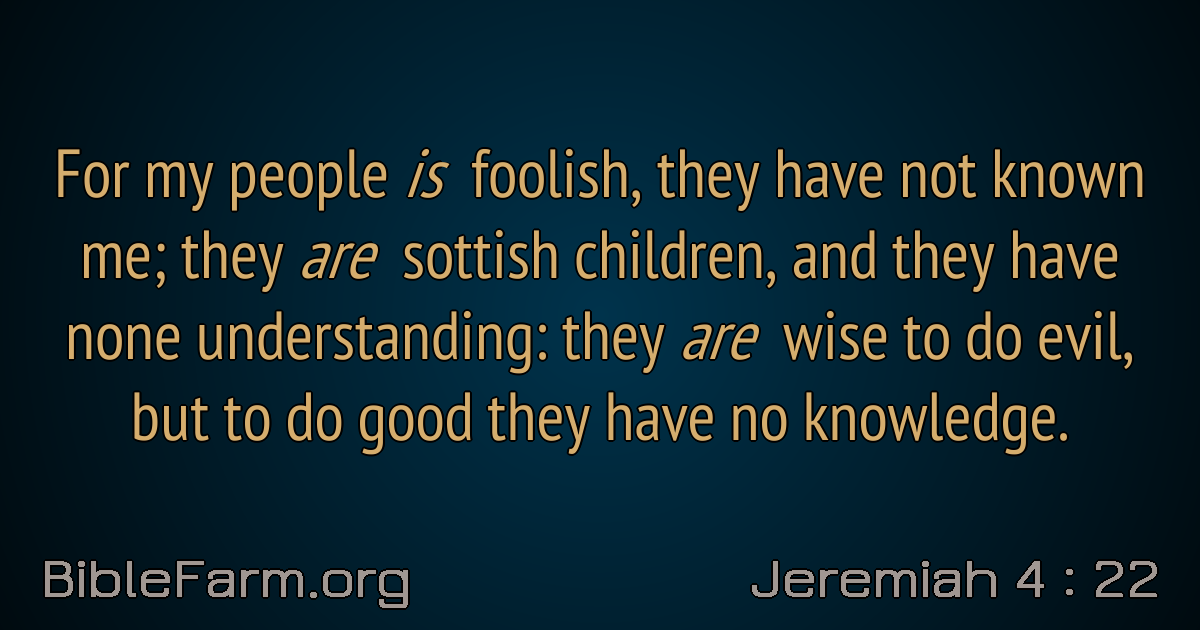 For my people is foolish, they have not known
me; they are sottish children, and they have
none understanding: they are wise to do evil,
but to do good they have no knowledge.
BibleFarm.org
Jeremiah 4 : 22